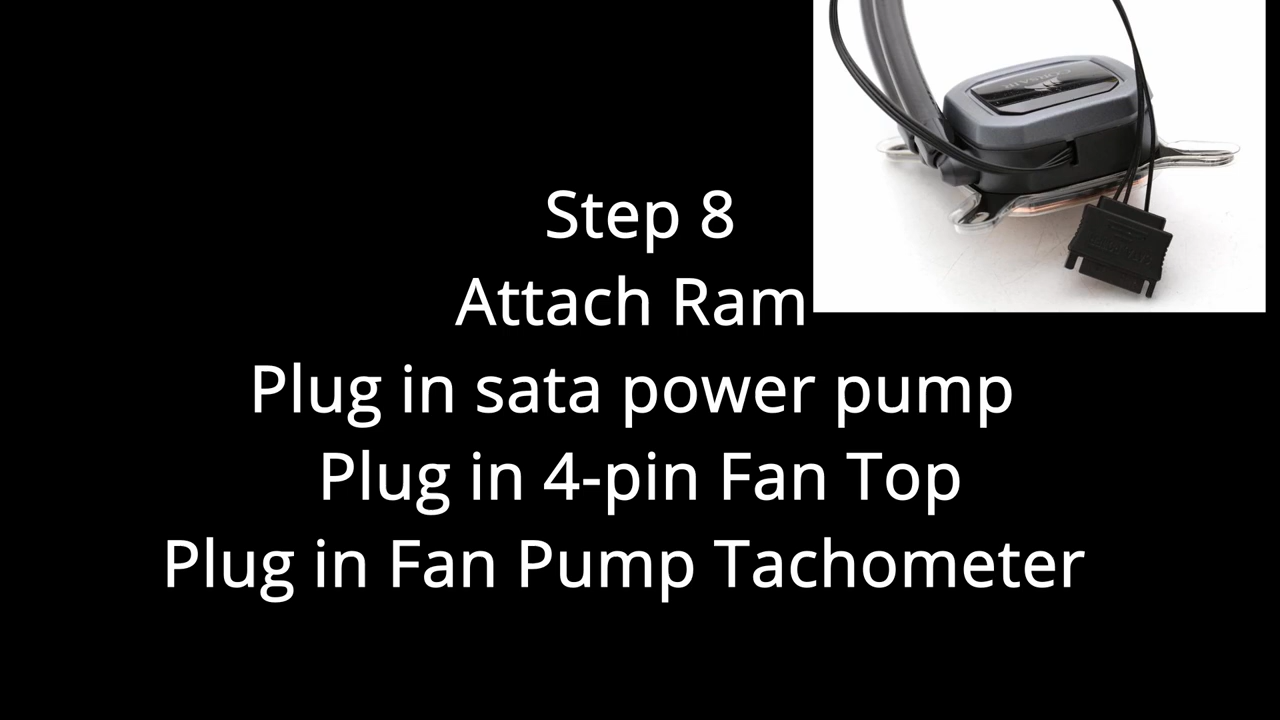 Step 8
Attach Ram
Plug in sata power pump
Plug in 4-pin Fan Top
Plug in Fan Pump Tachometer
CORSAIR